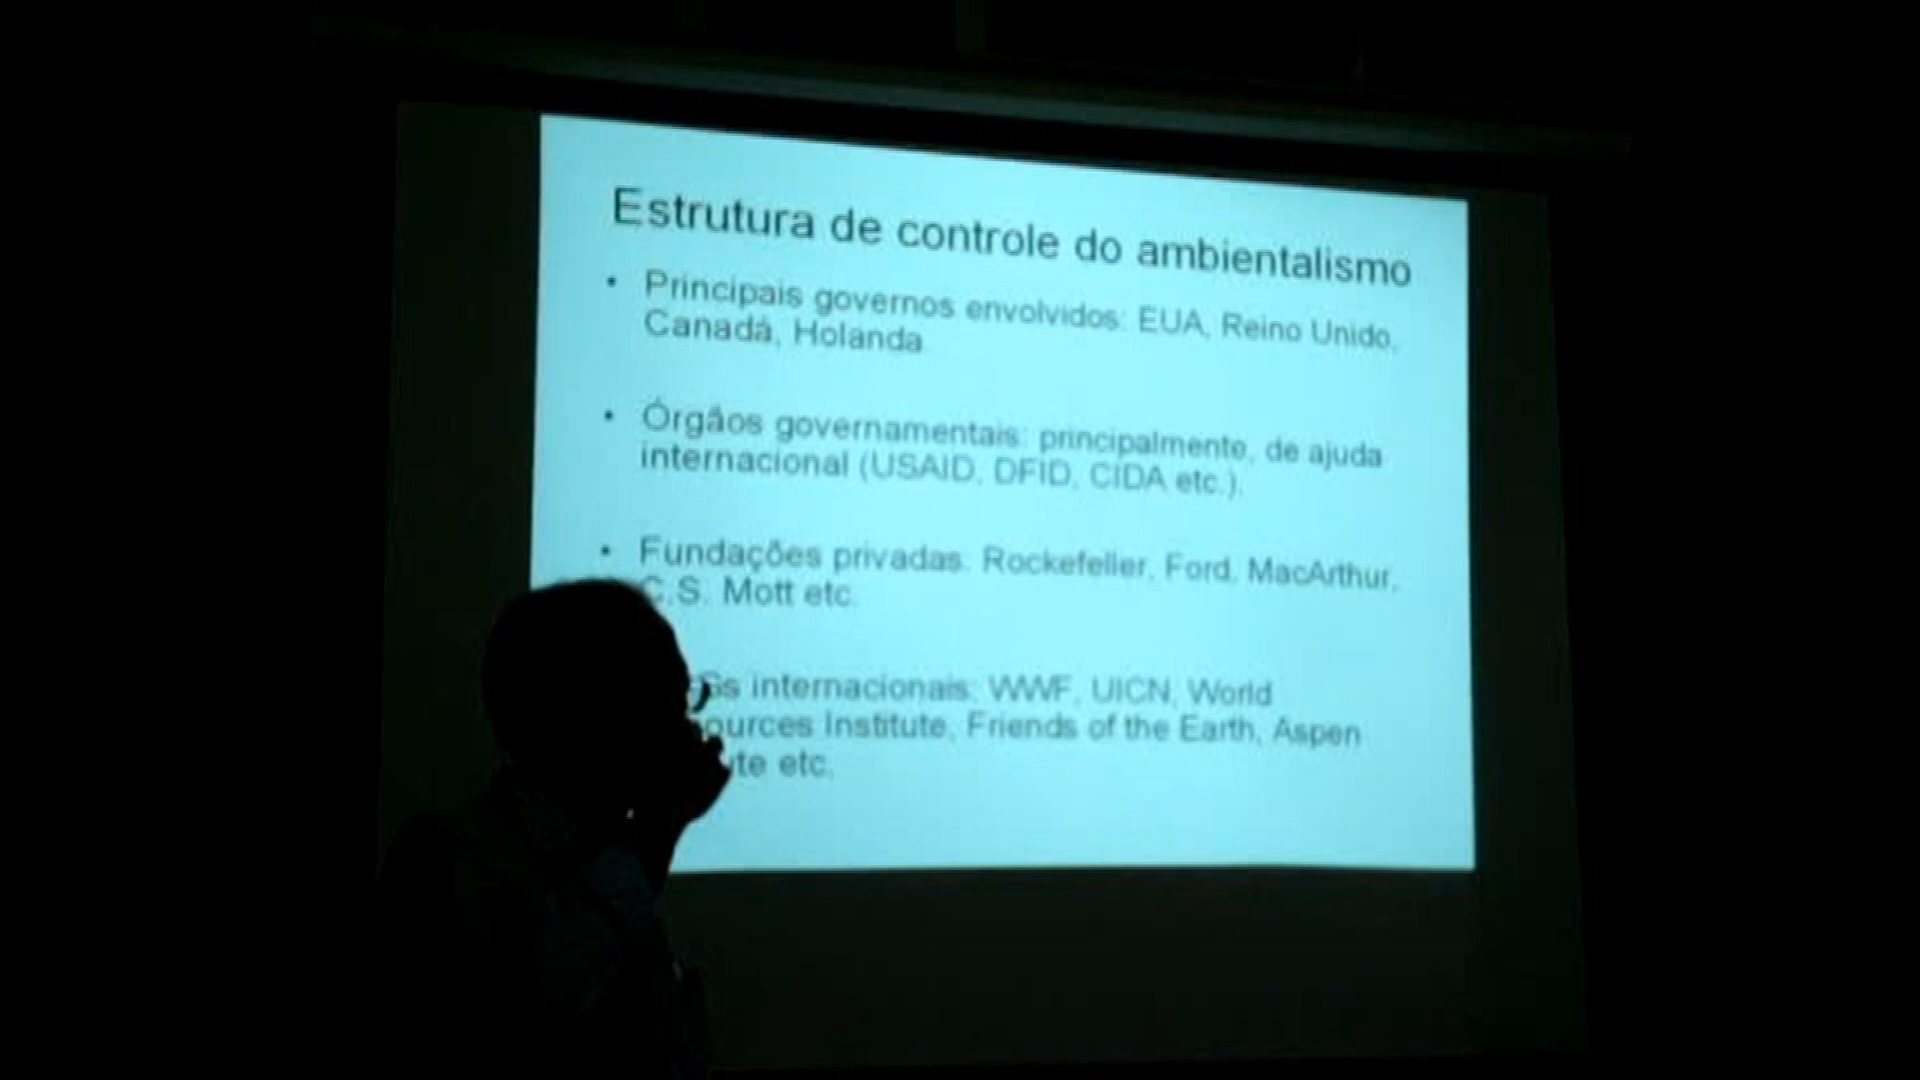 Estrutura de controle do ambientalismo
• Principais governos envolvidos: EUA, Reino Unido,
Canadá, Holanda
• Órgãos governamentais: principalmente, de ajuda
internacional (USAID, DFID, CIDA etc.).
• Fundações privadas: Rockefeller, Ford, MacArthur,
C.S. Mott etc.
internacionais: WWF, UICN, World
Institute, Friends of the Earth, Aspen
etc.